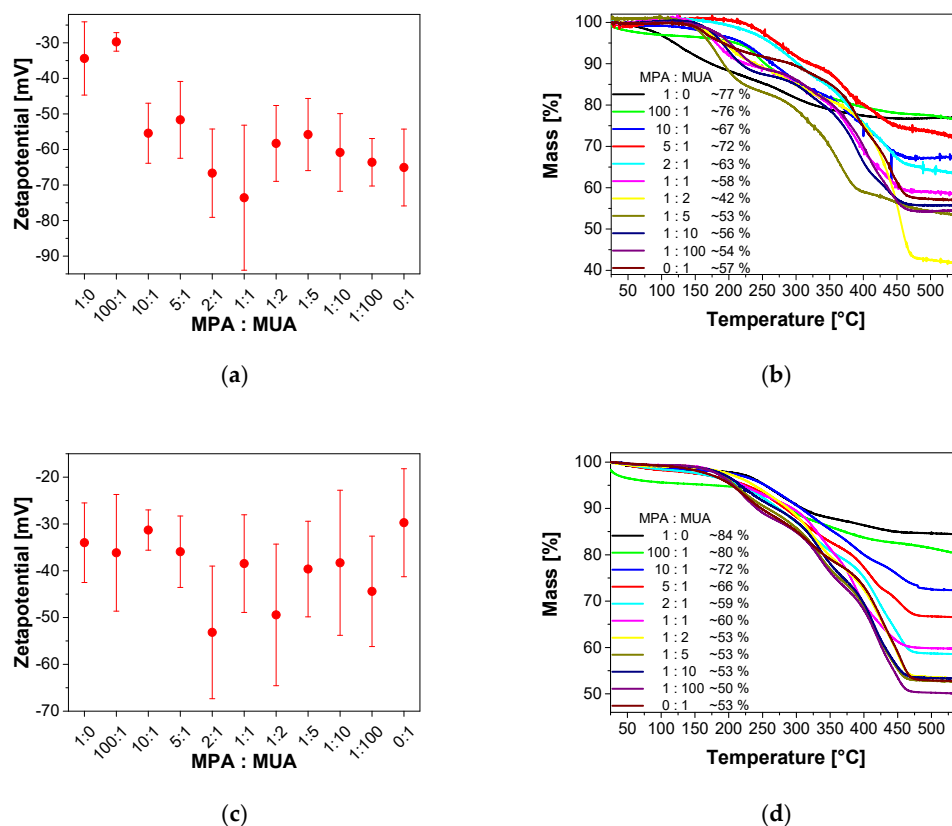 -30
-40
-50
-60
-70
-80
-90
Zetapotential [mV]
1:0
100:1
10:1
5:1
2:1
1:1
1:2
1:5
1:10
1:100
0:1
MPA : MUA
(a)
100
90
80
70
60
50
40
Mass [%]
MPA : MUA
1 : 0 ~77 %
100 : 1 ~76 %
10 : 1 ~67 %
5 : 1 ~72 %
2 : 1 ~63 %
1 : 1 ~58 %
1 : 2 ~42 %
1 : 5 ~53 %
1 : 10 ~56 %
1 : 100 ~54 %
0 : 1 ~57 %
50 100 150 200 250 300 350 400 450 500
Temperature [°C]
(b)
-20
-30
-40
-50
-60
-70
Zetapotential [mV]
1:0
100:1
10:1
5:1
2:1
1:1
1:2
1:5
1:10
1:100
0:1
MPA : MUA
(c)
100
90
80
70
60
50
Mass [%]
MPA : MUA
1 : 0 ~84 %
100 : 1 ~80 %
10 : 1 ~72 %
5 : 1 ~66 %
2 : 1 ~59 %
1 : 1 ~60 %
1 : 2 ~53 %
1 : 5 ~53 %
1 : 10 ~53 %
1 : 100 ~50 %
0 : 1 ~53 %
50 100 150 200 250 300 350 400 450 500
Temperature [°C]
(d)